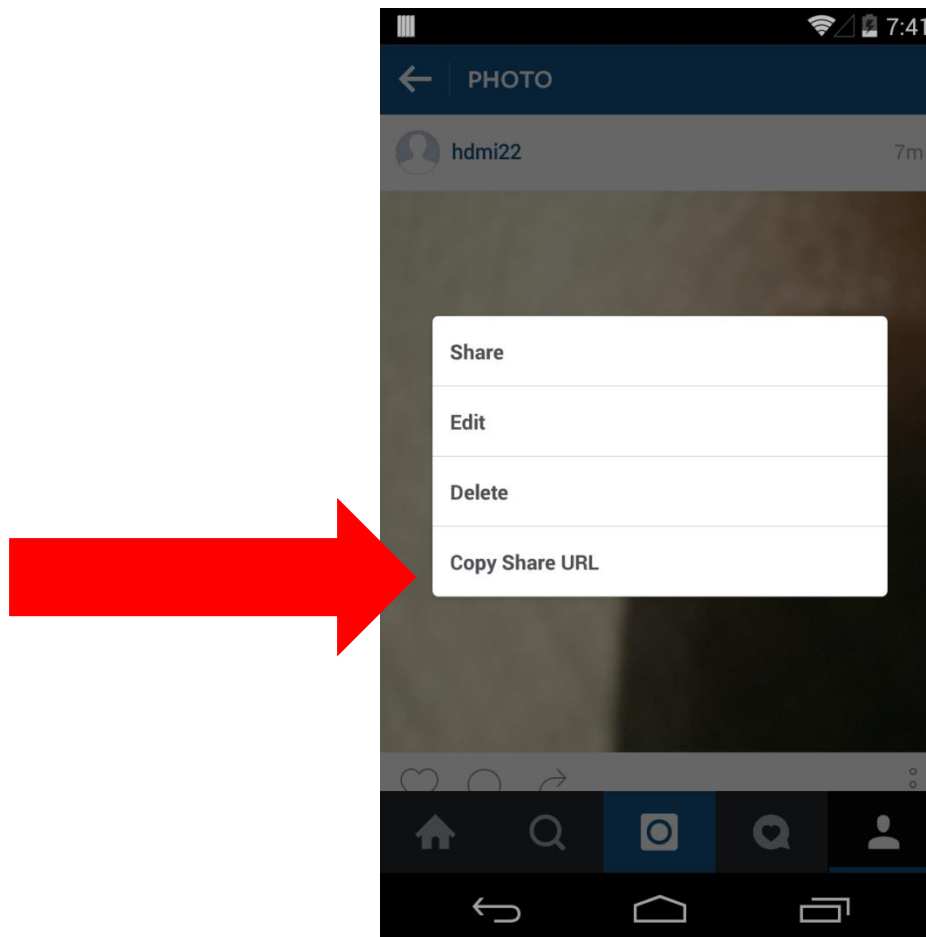 7:41
PHOTO
hdmi22 7m
Share
Edit
Delete
Copy Share URL